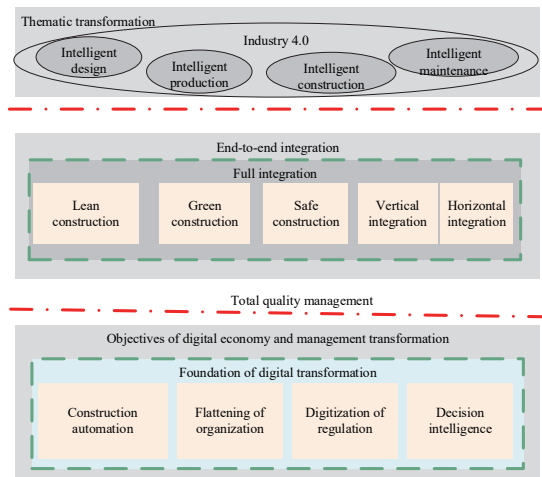 Thematic transformation
Industry 4.0
Intelligent
design
Intelligent
production
Intelligent
construction
Intelligent
maintenance
End-to-end integration
Full integration
Lean
construction
Green
construction
Safe
construction
Vertical
integration
Horizontal
integration
Total quality management
Objectives of digital economy and management transformation
Foundation of digital transformation
Construction
automation
Flattening of
organization
Digitization of
regulation
Decision
intelligence